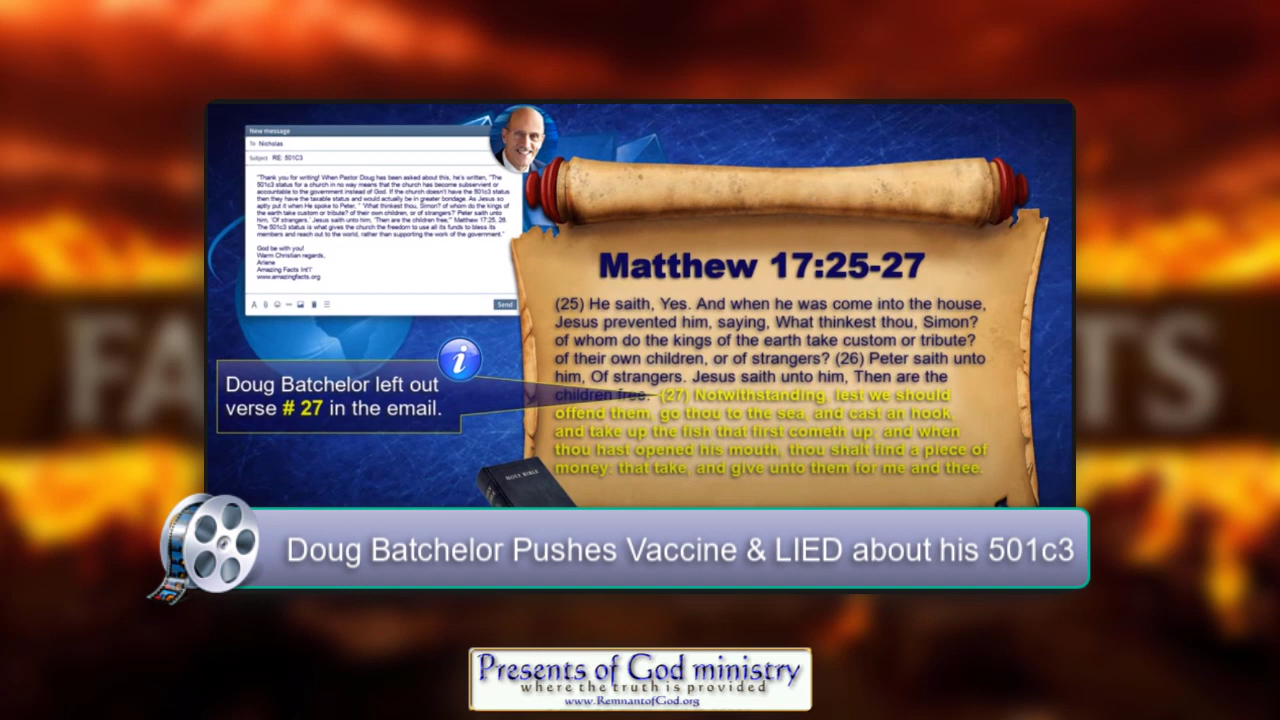 New message
To Nicholas
Subject RE: 501C3
"Thank you for writing! When Pastor Doug has been asked about this, he's written, "The
501c3 status for a church in no way means that the church has become subservient or
accountable to the government instead of God. If the church doesn't have the 501c3 status
then they have the taxable status and would actually be in greater bondage. As Jesus so
aptly put it when He spoke to Peter, " 'What thinkest thou, Simon? of whom do the kings of
the earth take custom or tribute? of their own children, or of strangers?' Peter saith unto
him, 'Of strangers.' Jesus saith unto him, 'Then are the children free,'" Matthew 17:25, 26.
The 501c3 status is what gives the church the freedom to use all its funds to bless its
members and reach out to the world, rather than supporting the work of the government."
God be with you!
Warm Christian regards,
Arlene
Amazing Facts Int'l'
www.amazingfacts.org
Send
Matthew 17:25-27
(25) He saith, Yes. And when he was come into the house,
Jesus prevented him, saying, What thinkest thou, Simon?
of whom do the kings of the earth take custom or tribute?
of their own children, or of strangers? (26) Peter saith unto
him, Of strangers. Jesus saith unto him, Then are the
children free. (27) Notwithstanding, lest we should
offend them, go thou to the sea, and cast an hook,
and take up the fish that first cometh up; and when
thou hast opened his mouth, thou shalt find a piece of
money: that take, and give unto them for me and thee.
Doug Batchelor left out
verse # 27 in the email.
HOLY BIBLE
Doug Batchelor Pushes Vaccine & LIED about his 501c3
Presents of God ministry
where the truth is provided
www.RemnantofGod.org